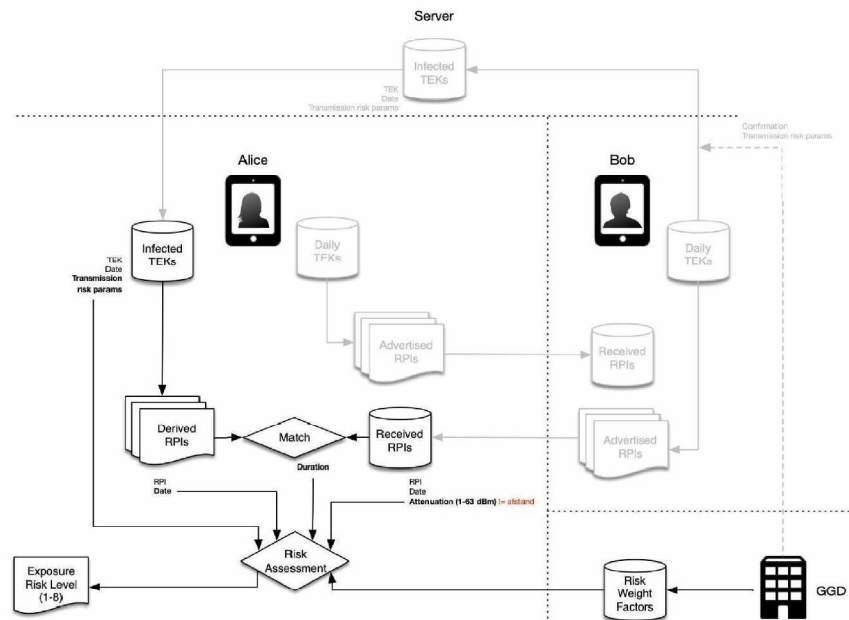 Server
Infected
TEKs
TEK
Date
Transmission risk params
Confirmation
Transmission risk params
Alice
Bob
Infected
TEKs
Daily
TEKs
Daily
TEKs
TEK
Date
Transmission
risk params
Advertised
RPIs
Received
RPIs
Derived
RPIs
Match
Received
RPIs
Advertised
RPIs
Duration
RPI
Date
RPI
Date
Attenuation (1-63 dBm) != afstand
Risk
Assessment
Exposure
Risk Level
(1-8)
Risk
Weight
Factors
GGD